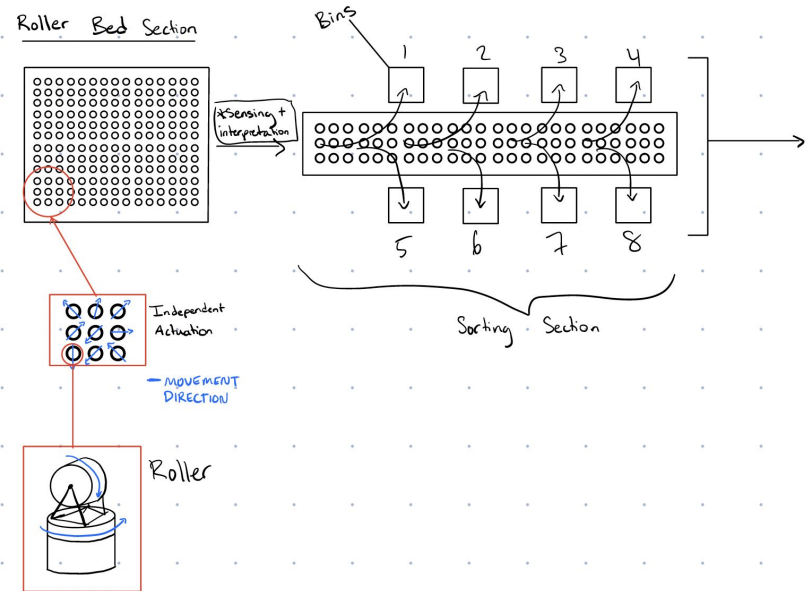 Roller Bed Section
Bins
1 2 3 4
*Sensing +
interpretation
5 6 7 8
Sorting Section
Independent
Actuation
- MOVEMENT
DIRECTION
Roller